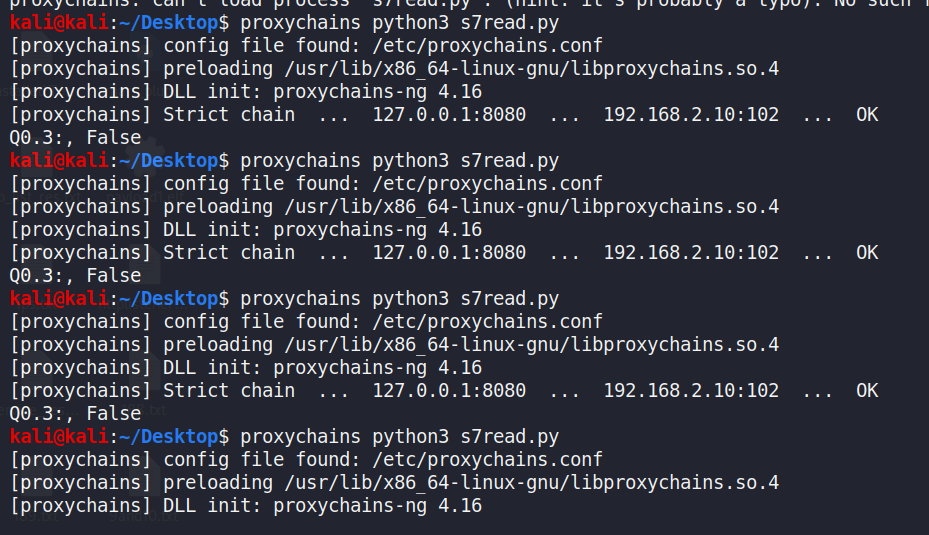 proxychains: can't load process 's7read.py'. (hint: it's probably a typo): No such f
kali@kali:~/Desktop$ proxychains python3 s7read.py
[proxychains] config file found: /etc/proxychains.conf
[proxychains] preloading /usr/lib/x86_64-linux-gnu/libproxychains.so.4
[proxychains] DLL init: proxychains-ng 4.16
[proxychains] Strict chain  ...  127.0.0.1:8080  ...  192.168.2.10:102  ...  OK
Q0.3:, False
kali@kali:~/Desktop$ proxychains python3 s7read.py
[proxychains] config file found: /etc/proxychains.conf
[proxychains] preloading /usr/lib/x86_64-linux-gnu/libproxychains.so.4
[proxychains] DLL init: proxychains-ng 4.16
[proxychains] Strict chain  ...  127.0.0.1:8080  ...  192.168.2.10:102  ...  OK
Q0.3:, False
kali@kali:~/Desktop$ proxychains python3 s7read.py
[proxychains] config file found: /etc/proxychains.conf
[proxychains] preloading /usr/lib/x86_64-linux-gnu/libproxychains.so.4
[proxychains] DLL init: proxychains-ng 4.16
[proxychains] Strict chain  ...  127.0.0.1:8080  ...  192.168.2.10:102  ...  OK
Q0.3:, False
kali@kali:~/Desktop$ proxychains python3 s7read.py
[proxychains] config file found: /etc/proxychains.conf
[proxychains] preloading /usr/lib/x86_64-linux-gnu/libproxychains.so.4
[proxychains] DLL init: proxychains-ng 4.16